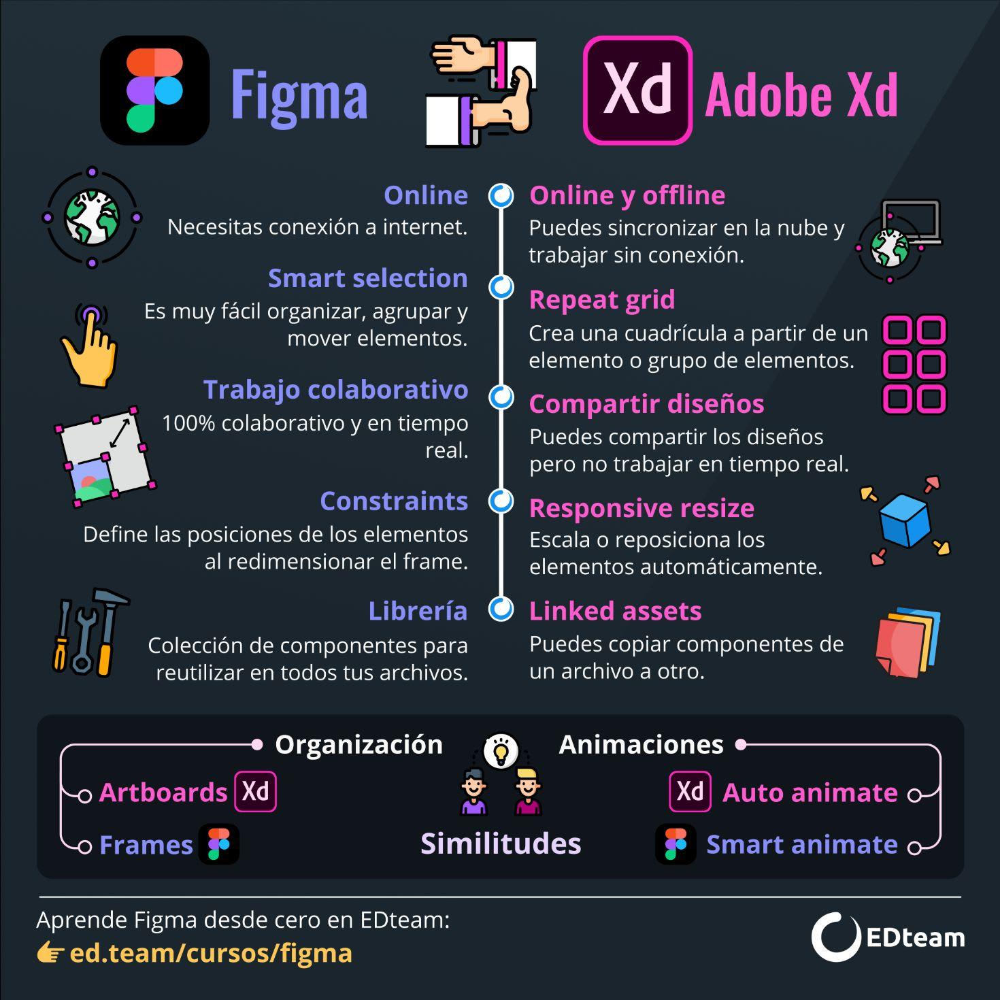 Figma
Xd
Adobe Xd
Online
Necesitas conexión a internet.
Smart selection
Es muy fácil organizar, agrupar y
mover elementos.
Trabajo colaborativo
100% colaborativo y en tiempo
real.
Constraints
Define las posiciones de los elementos
al redimensionar el frame.
Librería
Colección de componentes para
reutilizar en todos tus archivos.
Online y offline
Puedes sincronizar en la nube y
trabajar sin conexión.
Repeat grid
Crea una cuadrícula a partir de un
elemento o grupo de elementos.
Compartir diseños
Puedes compartir los diseños
pero no trabajar en tiempo real.
Responsive resize
Escala o reposiciona los
elementos automáticamente.
Linked assets
Puedes copiar componentes de
un archivo a otro.
Organización
Artboards Xd
Frames
Similitudes
Animaciones
Xd Auto animate
Smart animate
Aprende Figma desde cero en EDteam:
ed.team/cursos/figma
EDteam